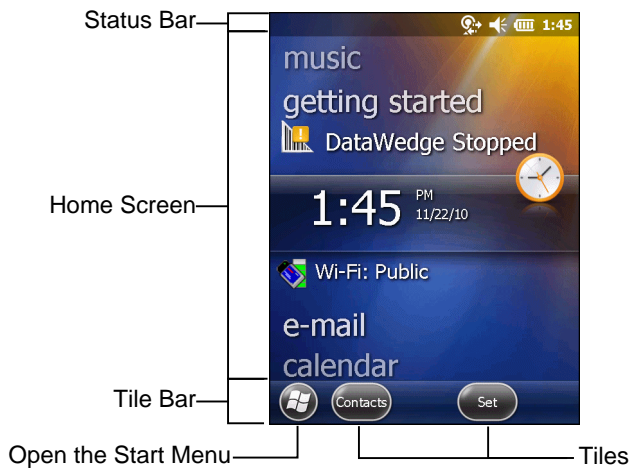 Status Bar
1:45
music
getting started
DataWedge Stopped
Home Screen
1:45 PM
11/22/10
Wi-Fi: Public
e-mail
calendar
Tile Bar
Contacts
Set
Open the Start Menu
Tiles